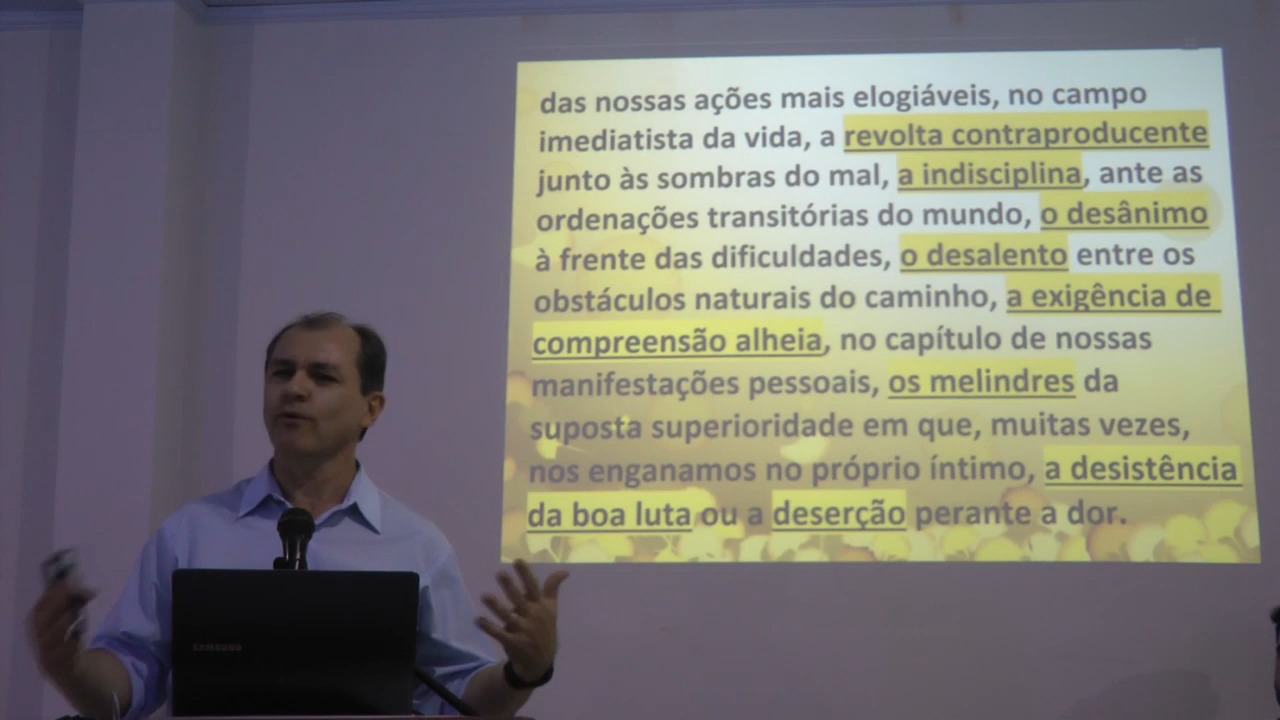 das nossas ações mais elogiáveis, no campo
imediatista da vida, a revolta contraproducente
junto às sombras do mal, a indisciplina, ante as
ordenações transitórias do mundo, o desânimo
à frente das dificuldades, o desalento entre os
obstáculos naturais do caminho, a exigência de
compreensão alheia, no capítulo de nossas
manifestações pessoais, os melindres da
suposta superioridade em que, muitas vezes,
nos enganamos no próprio íntimo, a desistência
da boa luta ou a deserção perante a dor.
SAMSUNG